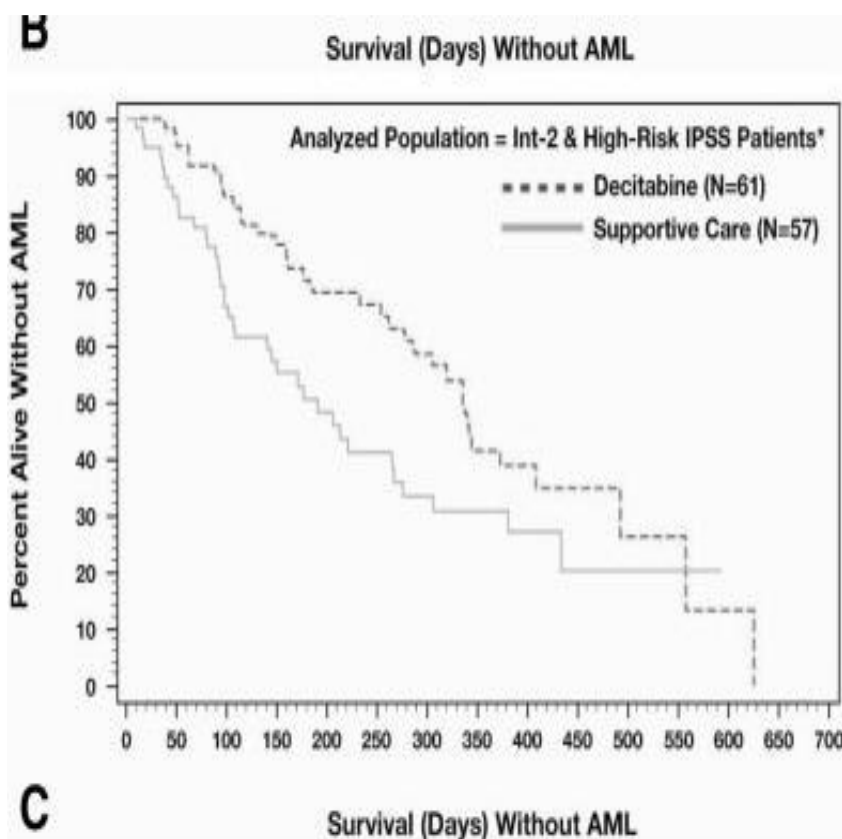 B
Survival (Days) Without AML
Analyzed Population = Int-2 & High-Risk IPSS Patients*
Decitabine (N=61)
Supportive Care (N=57)
Percent Alive Without AML
100
90
80
70
60
50
40
30
20
10
0
0 50 100 150 200 250 300 350 400 450 500 550 600 650 700
C
Survival (Days) Without AML